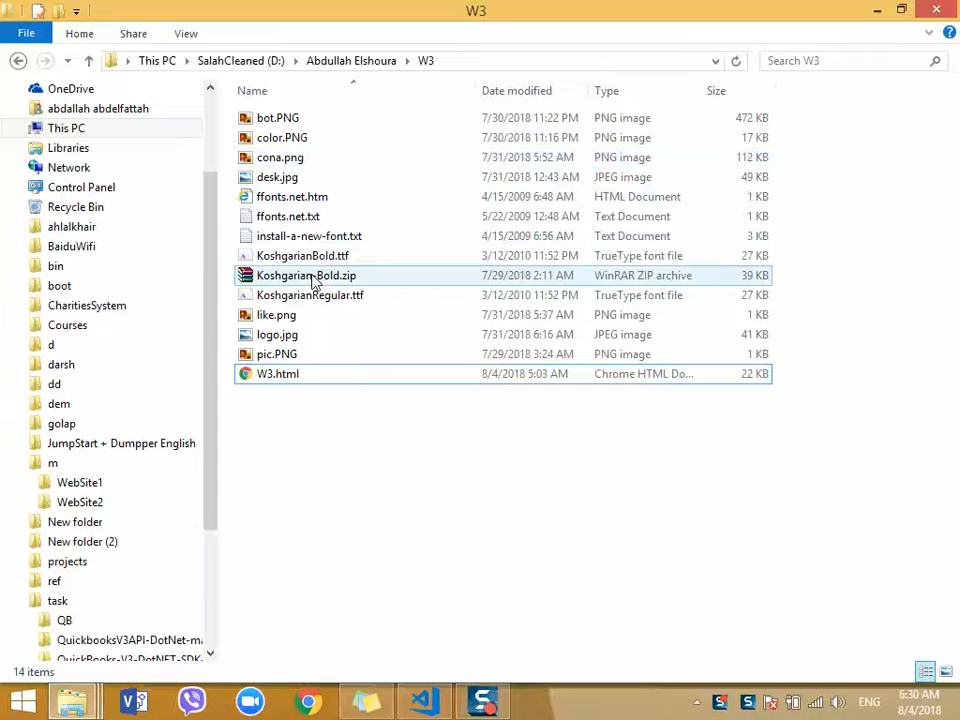 W3
File Home Share View
This PC SalahCleaned (D:) Abdullah Elshoura W3 Search W3
Name Date modified Type Size
OneDrive
abdallah abdelfattah
This PC
Libraries
Network
Control Panel
Recycle Bin
ahlalkhair
BaiduWifi
bin
boot
CharitiesSystem
Courses
d
darsh
dd
dem
golap
JumpStart + Dumpper English
m
WebSite1
WebSite2
New folder
New folder (2)
projects
ref
task
QB
QuickbooksV3API-DotNet-ma
QuickBooks-V3-DotNET-SDK-
bot.PNG 7/30/2018 11:22 PM PNG image 472 KB
color.PNG 7/30/2018 11:16 PM PNG image 17 KB
cona.png 7/31/2018 5:52 AM PNG image 112 KB
desk.jpg 7/31/2018 12:43 AM JPEG image 49 KB
ffonts.net.htm 4/15/2009 6:48 AM HTML Document 1 KB
ffonts.net.txt 5/22/2009 12:48 AM Text Document 1 KB
install-a-new-font.txt 4/15/2009 6:56 AM Text Document 1 KB
KoshgarianBold.ttf 3/12/2010 11:52 PM TrueType font file 27 KB
Koshgarian-Bold.zip 7/29/2018 2:11 AM WinRAR ZIP archive 39 KB
KoshgarianRegular.ttf 3/12/2010 11:52 PM TrueType font file 27 KB
like.png 7/31/2018 5:37 AM PNG image 1 KB
logo.jpg 7/31/2018 6:16 AM JPEG image 41 KB
pic.PNG 7/29/2018 3:24 AM PNG image 1 KB
W3.html 8/4/2018 5:03 AM Chrome HTML Do... 22 KB
14 items
ENG
6:30 AM
8/4/2018